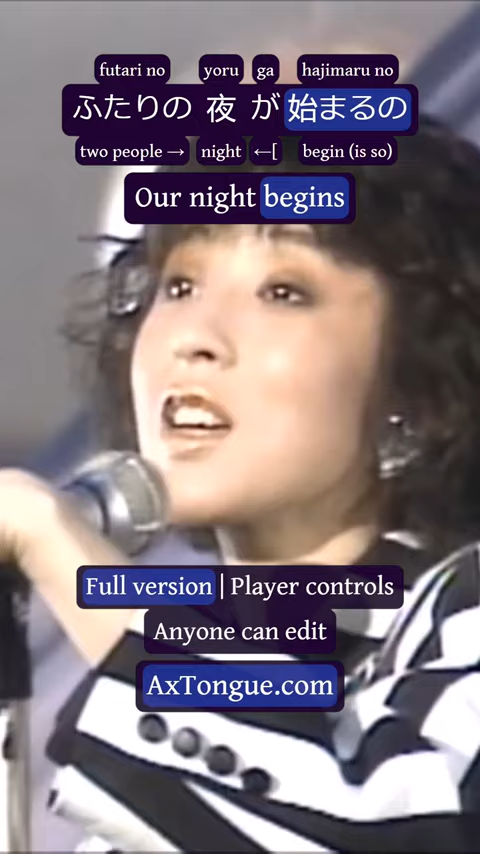 futari no yoru ga hajimaru no
ふたりの 夜 が 始まるの
two people → night ←[ begin (is so)
Our night begins
Full version | Player controls
Anyone can edit
AxTongue.com